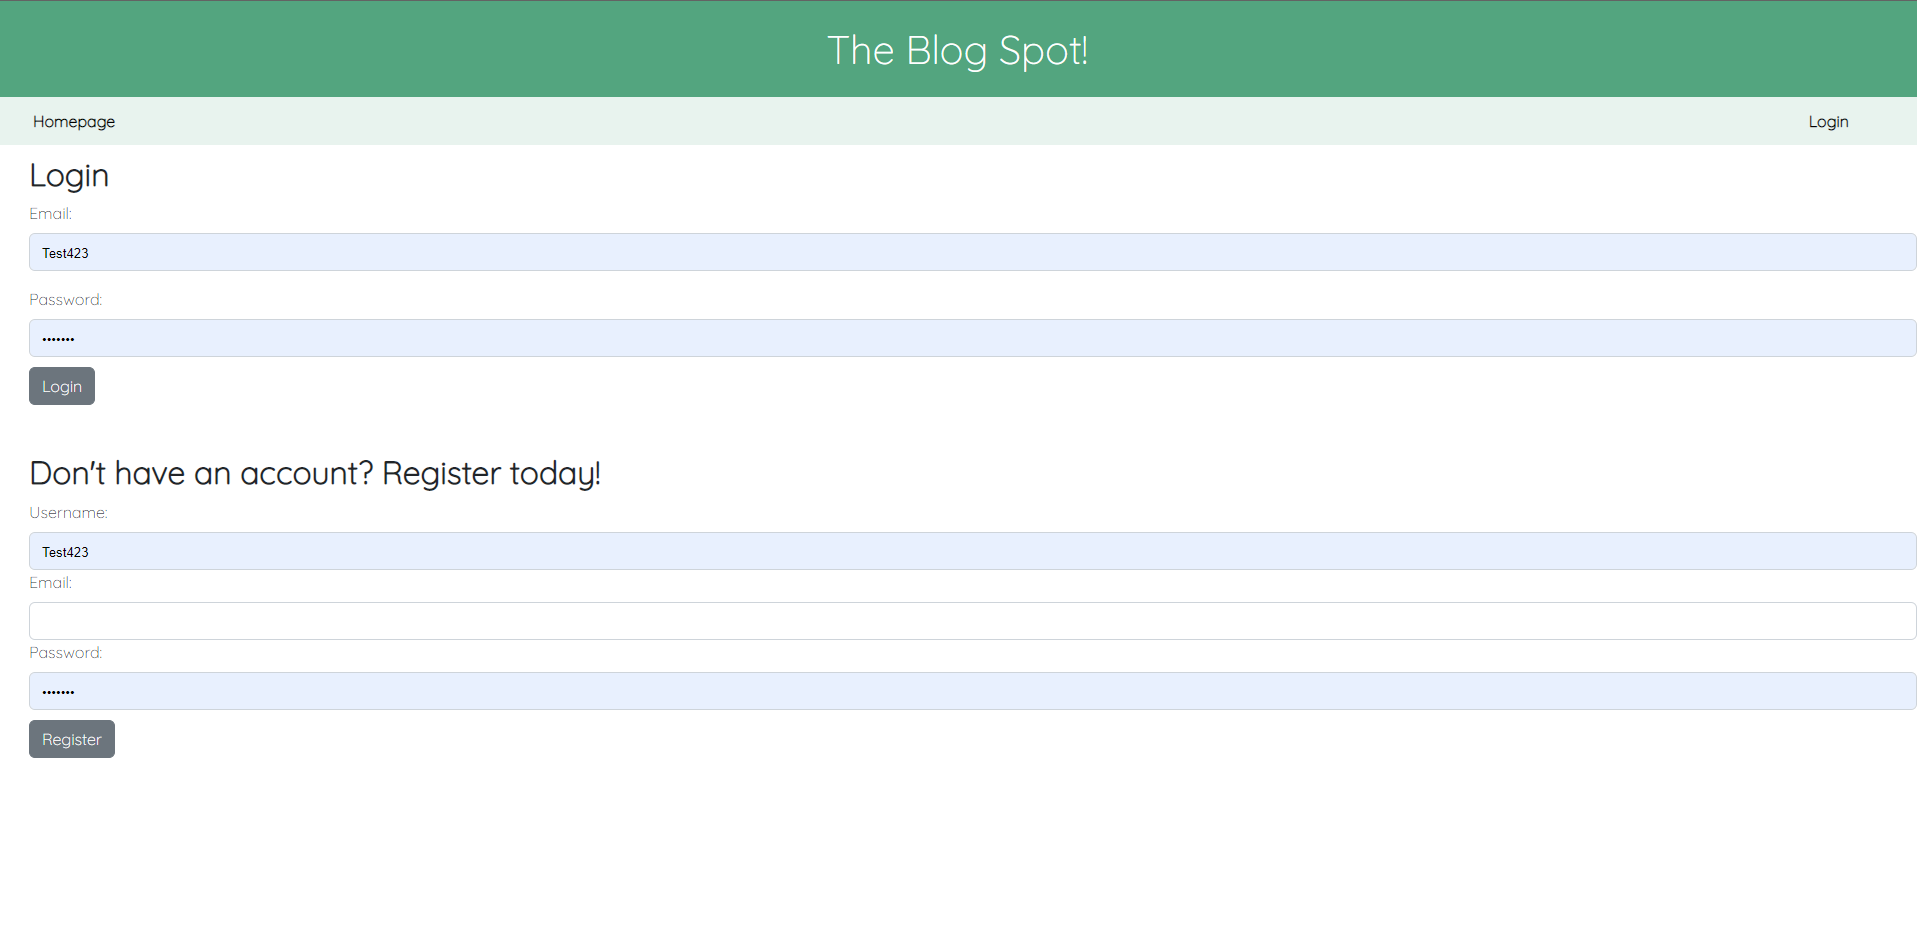 The Blog Spot!
Homepage Login
Login
Email:
Test423
Password:
•••••••
Login
Don't have an account? Register today!
Username:
Test423
Email:
Password:
•••••••
Register